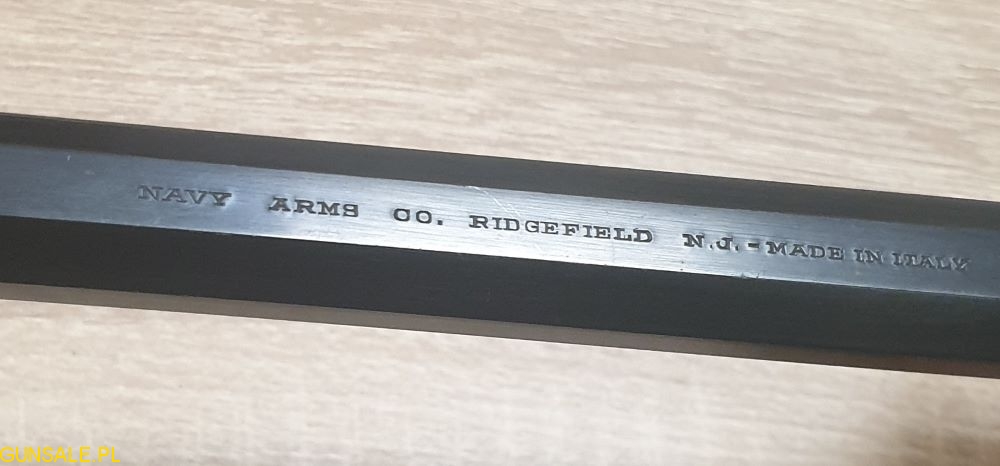 NAVY ARMS CO. RIDGEFIELD N.J. - MADE IN ITALY
GUNSALE.PL